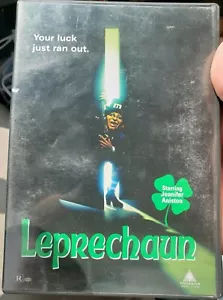 Your luck
just ran out.
Starring
Jennifer
Aniston
Leprechaun
R